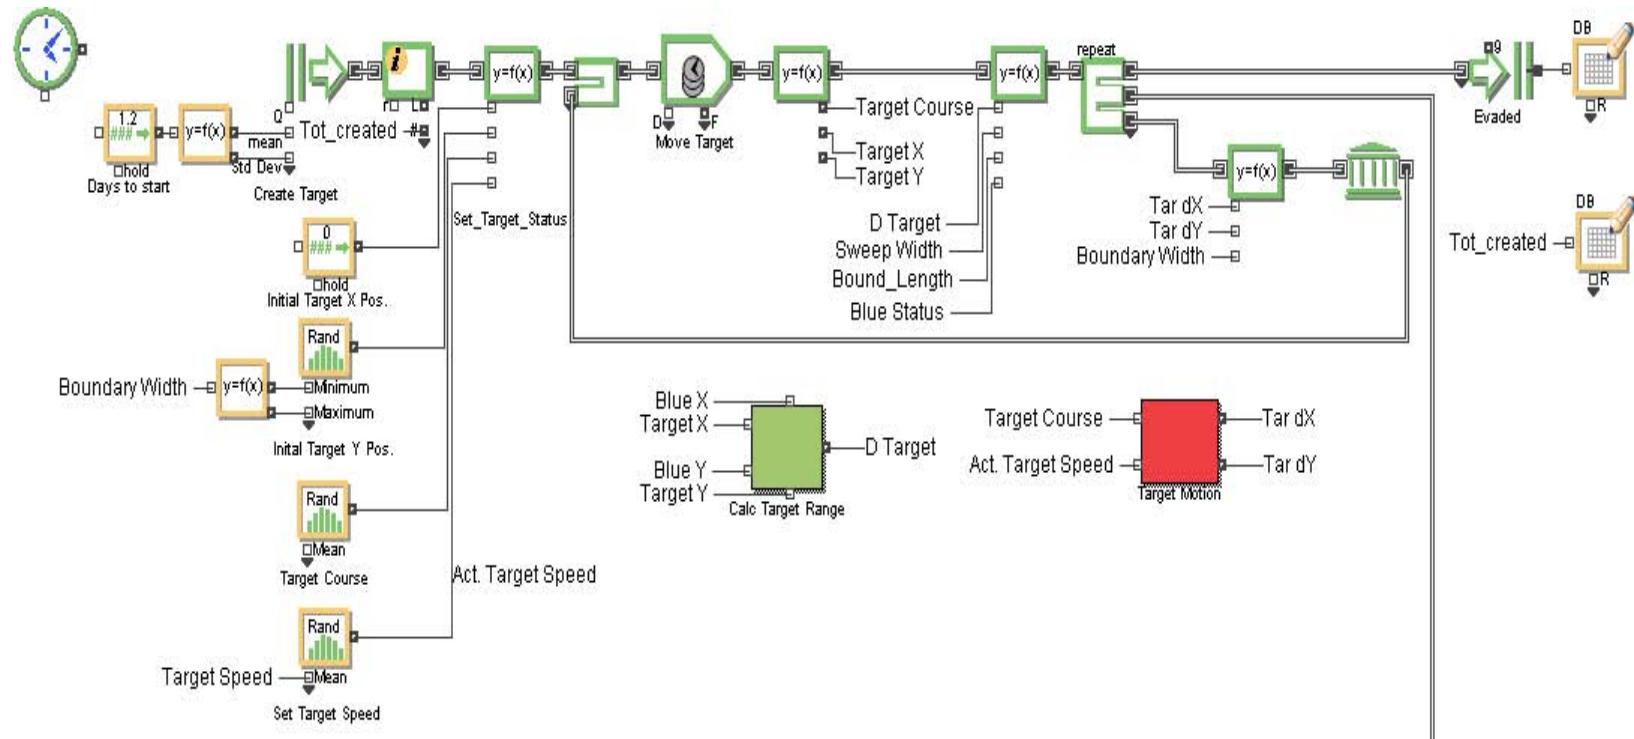 DB
repeat
9
i
y=f(x)
y=f(x)
y=f(x)
R
Evaded
1.2
###
y=f(x)
Q
mean
Std Dev
r
L
Tot_created
#
D
F
Move Target
Target Course
Target X
Target Y
hold
Days to start
Create Target
Set_Target_Status
y=f(x)
Tar dX
Tar dY
Boundary Width
DB
Tot_created
R
D Target
Sweep Width
Bound_Length
Blue Status
0
###
hold
Initial Target X Pos.
Rand
Boundary Width
y=f(x)
Minimum
Maximum
Inital Target Y Pos.
Blue X
Target X
Blue Y
Target Y
D Target
Calc Target Range
Target Course
Act. Target Speed
Tar dX
Tar dY
Target Motion
Rand
Mean
Target Course
Act. Target Speed
Rand
Target Speed
Mean
Set Target Speed